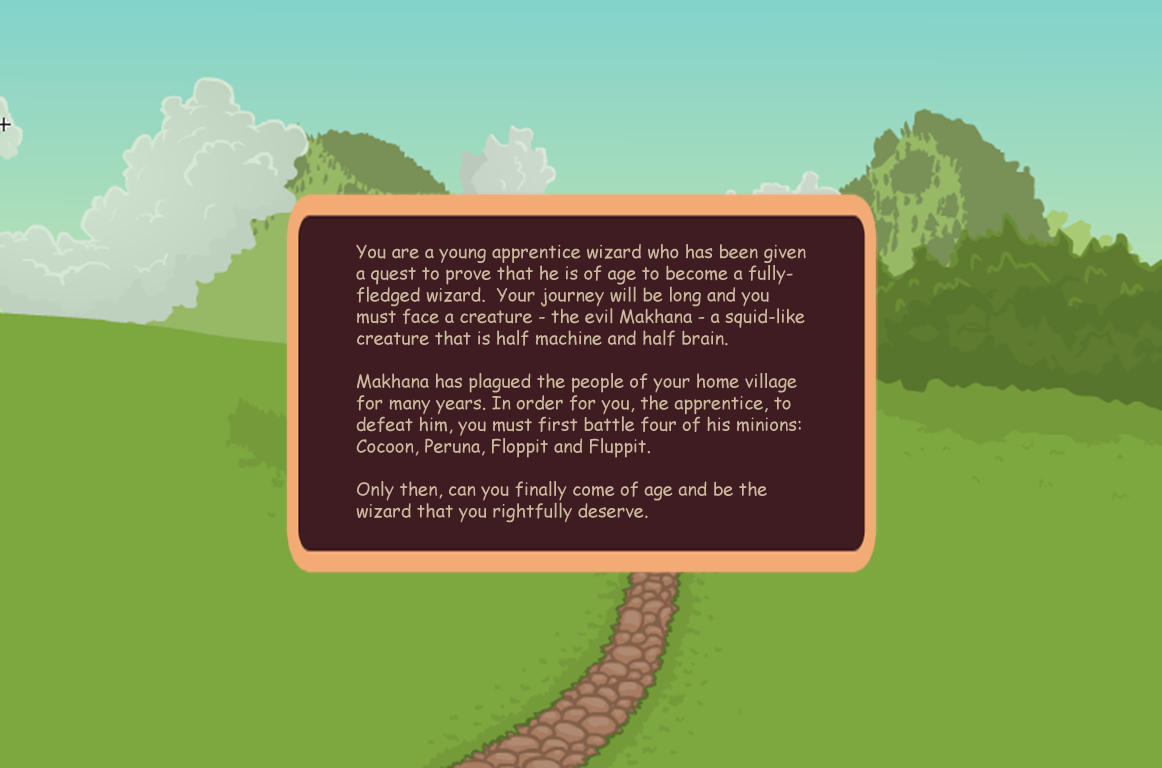 You are a young apprentice wizard who has been given
a quest to prove that he is of age to become a fully-
fledged wizard.  Your journey will be long and you
must face a creature - the evil Makhana - a squid-like
creature that is half machine and half brain.
Makhana has plagued the people of your home village
for many years. In order for you, the apprentice, to
defeat him, you must first battle four of his minions:
Cocoon, Peruna, Floppit and Fluppit.
Only then, can you finally come of age and be the
wizard that you rightfully deserve.